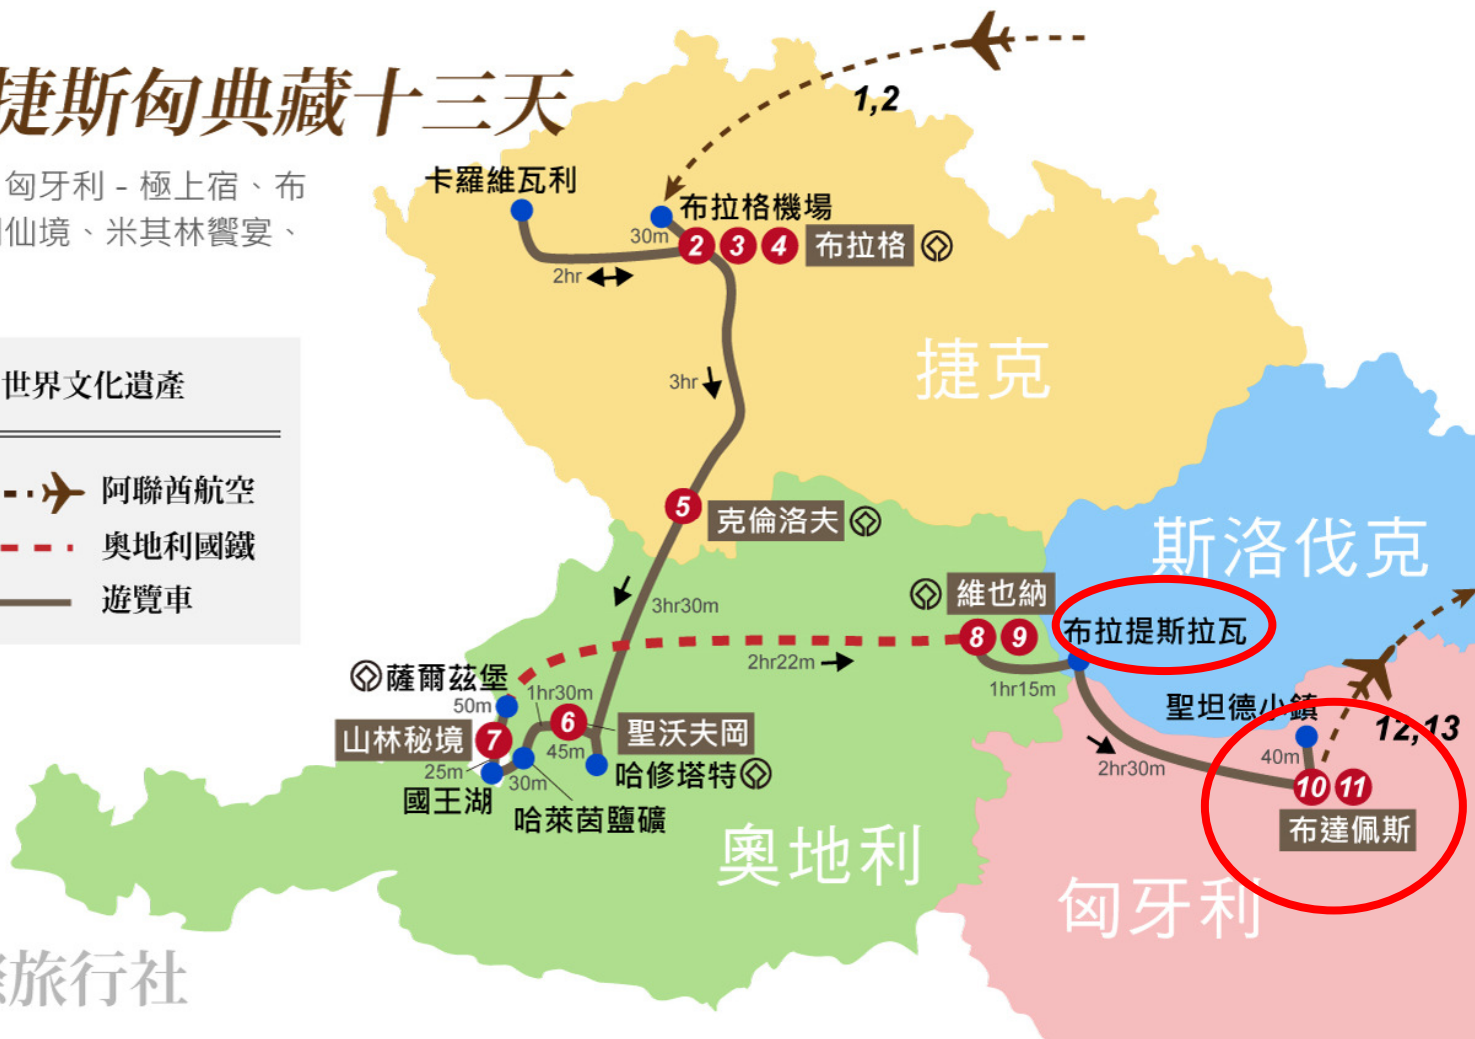 捷斯匈典藏十三天
匈牙利 - 極上宿、布
仙境、米其林饗宴、
世界文化遺產
阿聯酋航空
奧地利國鐵
遊覽車
1,2
卡羅維瓦利
布拉格機場
30m
2 3 4 布拉格
2hr
捷克
3hr
5 克倫洛夫
斯洛伐克
3hr30m
維也納
8 9
布拉提斯拉瓦
2hr22m
1hr15m
薩爾茲堡
50m
1hr30m
山林秘境 7
6 聖沃夫岡
45m
25m
30m
哈修塔特
國王湖
哈萊茵鹽礦
聖坦德小鎮
12,13
40m
2hr30m
10 11
布達佩斯
奧地利
匈牙利
旅行社